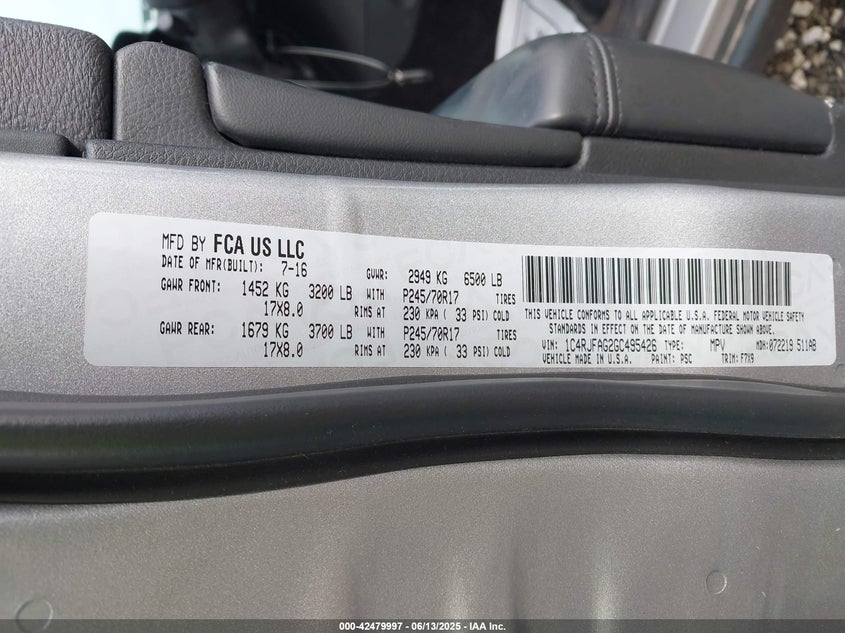 MFD BY FCA US LLC
DATE OF MFR(BUILT): 7-16 GVWR: 2949 KG 6500 LB
GAWR FRONT: 1452 KG 3200 LB WITH P245/70R17 TIRES
17X8.0 RIMS AT 230 KPA ( 33 PSI) COLD
GAWR REAR: 1679 KG 3700 LB WITH P245/70R17 TIRES
17X8.0 RIMS AT 230 KPA ( 33 PSI) COLD
THIS VEHICLE CONFORMS TO ALL APPLICABLE U.S.A. FEDERAL MOTOR VEHICLE SAFETY
STANDARDS IN EFFECT ON THE DATE OF MANUFACTURE SHOWN ABOVE.
VIN: 1C4RJFAG2GC495426 TYPE: MPV MDH: 072219 511AB
VEHICLE MADE IN U.S.A. PAINT: PSC TRIM: F7X9
000-42479997 - 06/13/2025 - IAA Inc.